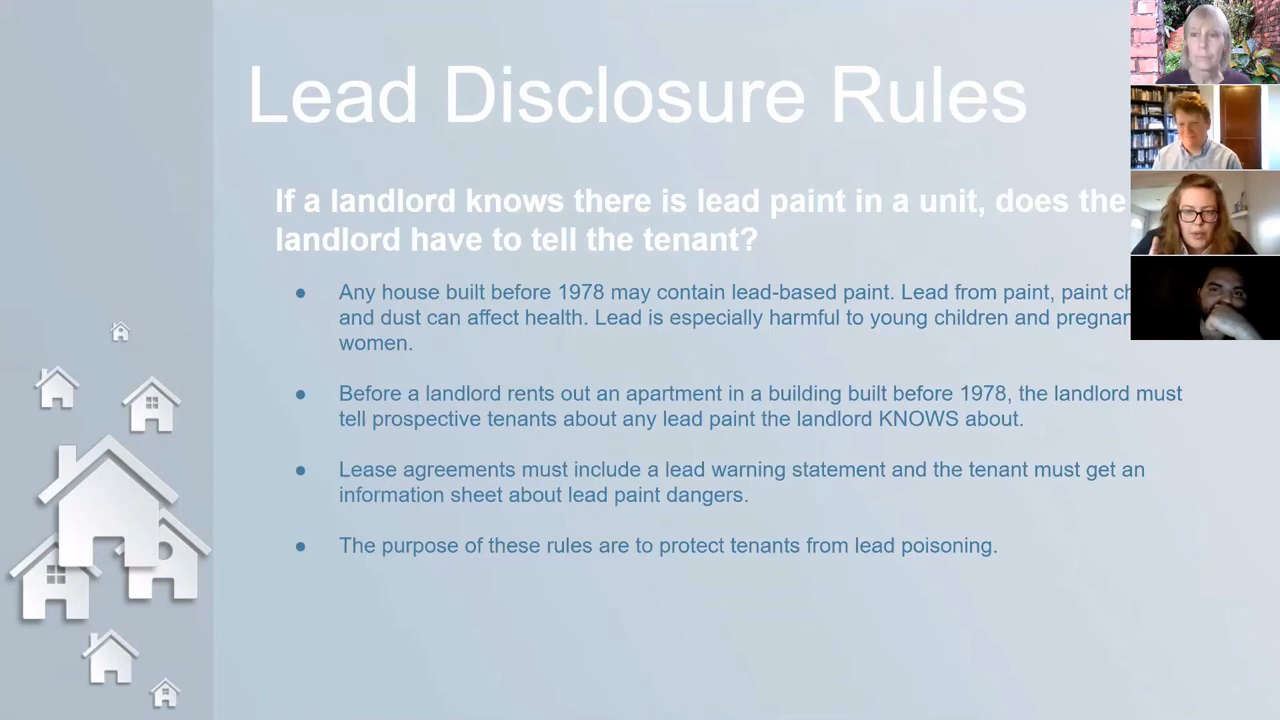 Lead Disclosure Rules
If a landlord knows there is lead paint in a unit, does the
landlord have to tell the tenant?
● Any house built before 1978 may contain lead-based paint. Lead from paint, paint
and dust can affect health. Lead is especially harmful to young children and
women.
● Before a landlord rents out an apartment in a building built before 1978, the landlord must
tell prospective tenants about any lead paint the landlord KNOWS about.
● Lease agreements must include a lead warning statement and the tenant must get an
information sheet about lead paint dangers.
● The purpose of these rules are to protect tenants from lead poisoning.